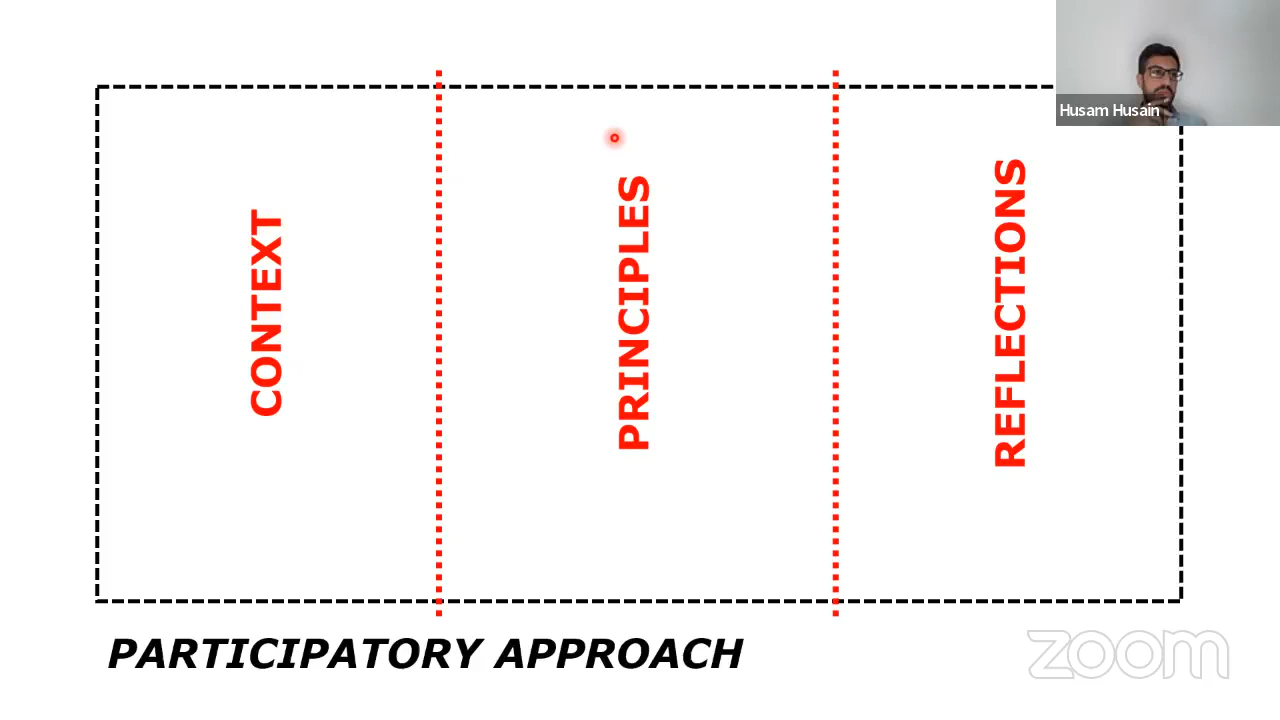 Husam Husain
CONTEXT
PRINCIPLES
REFLECTIONS
PARTICIPATORY APPROACH
zoom